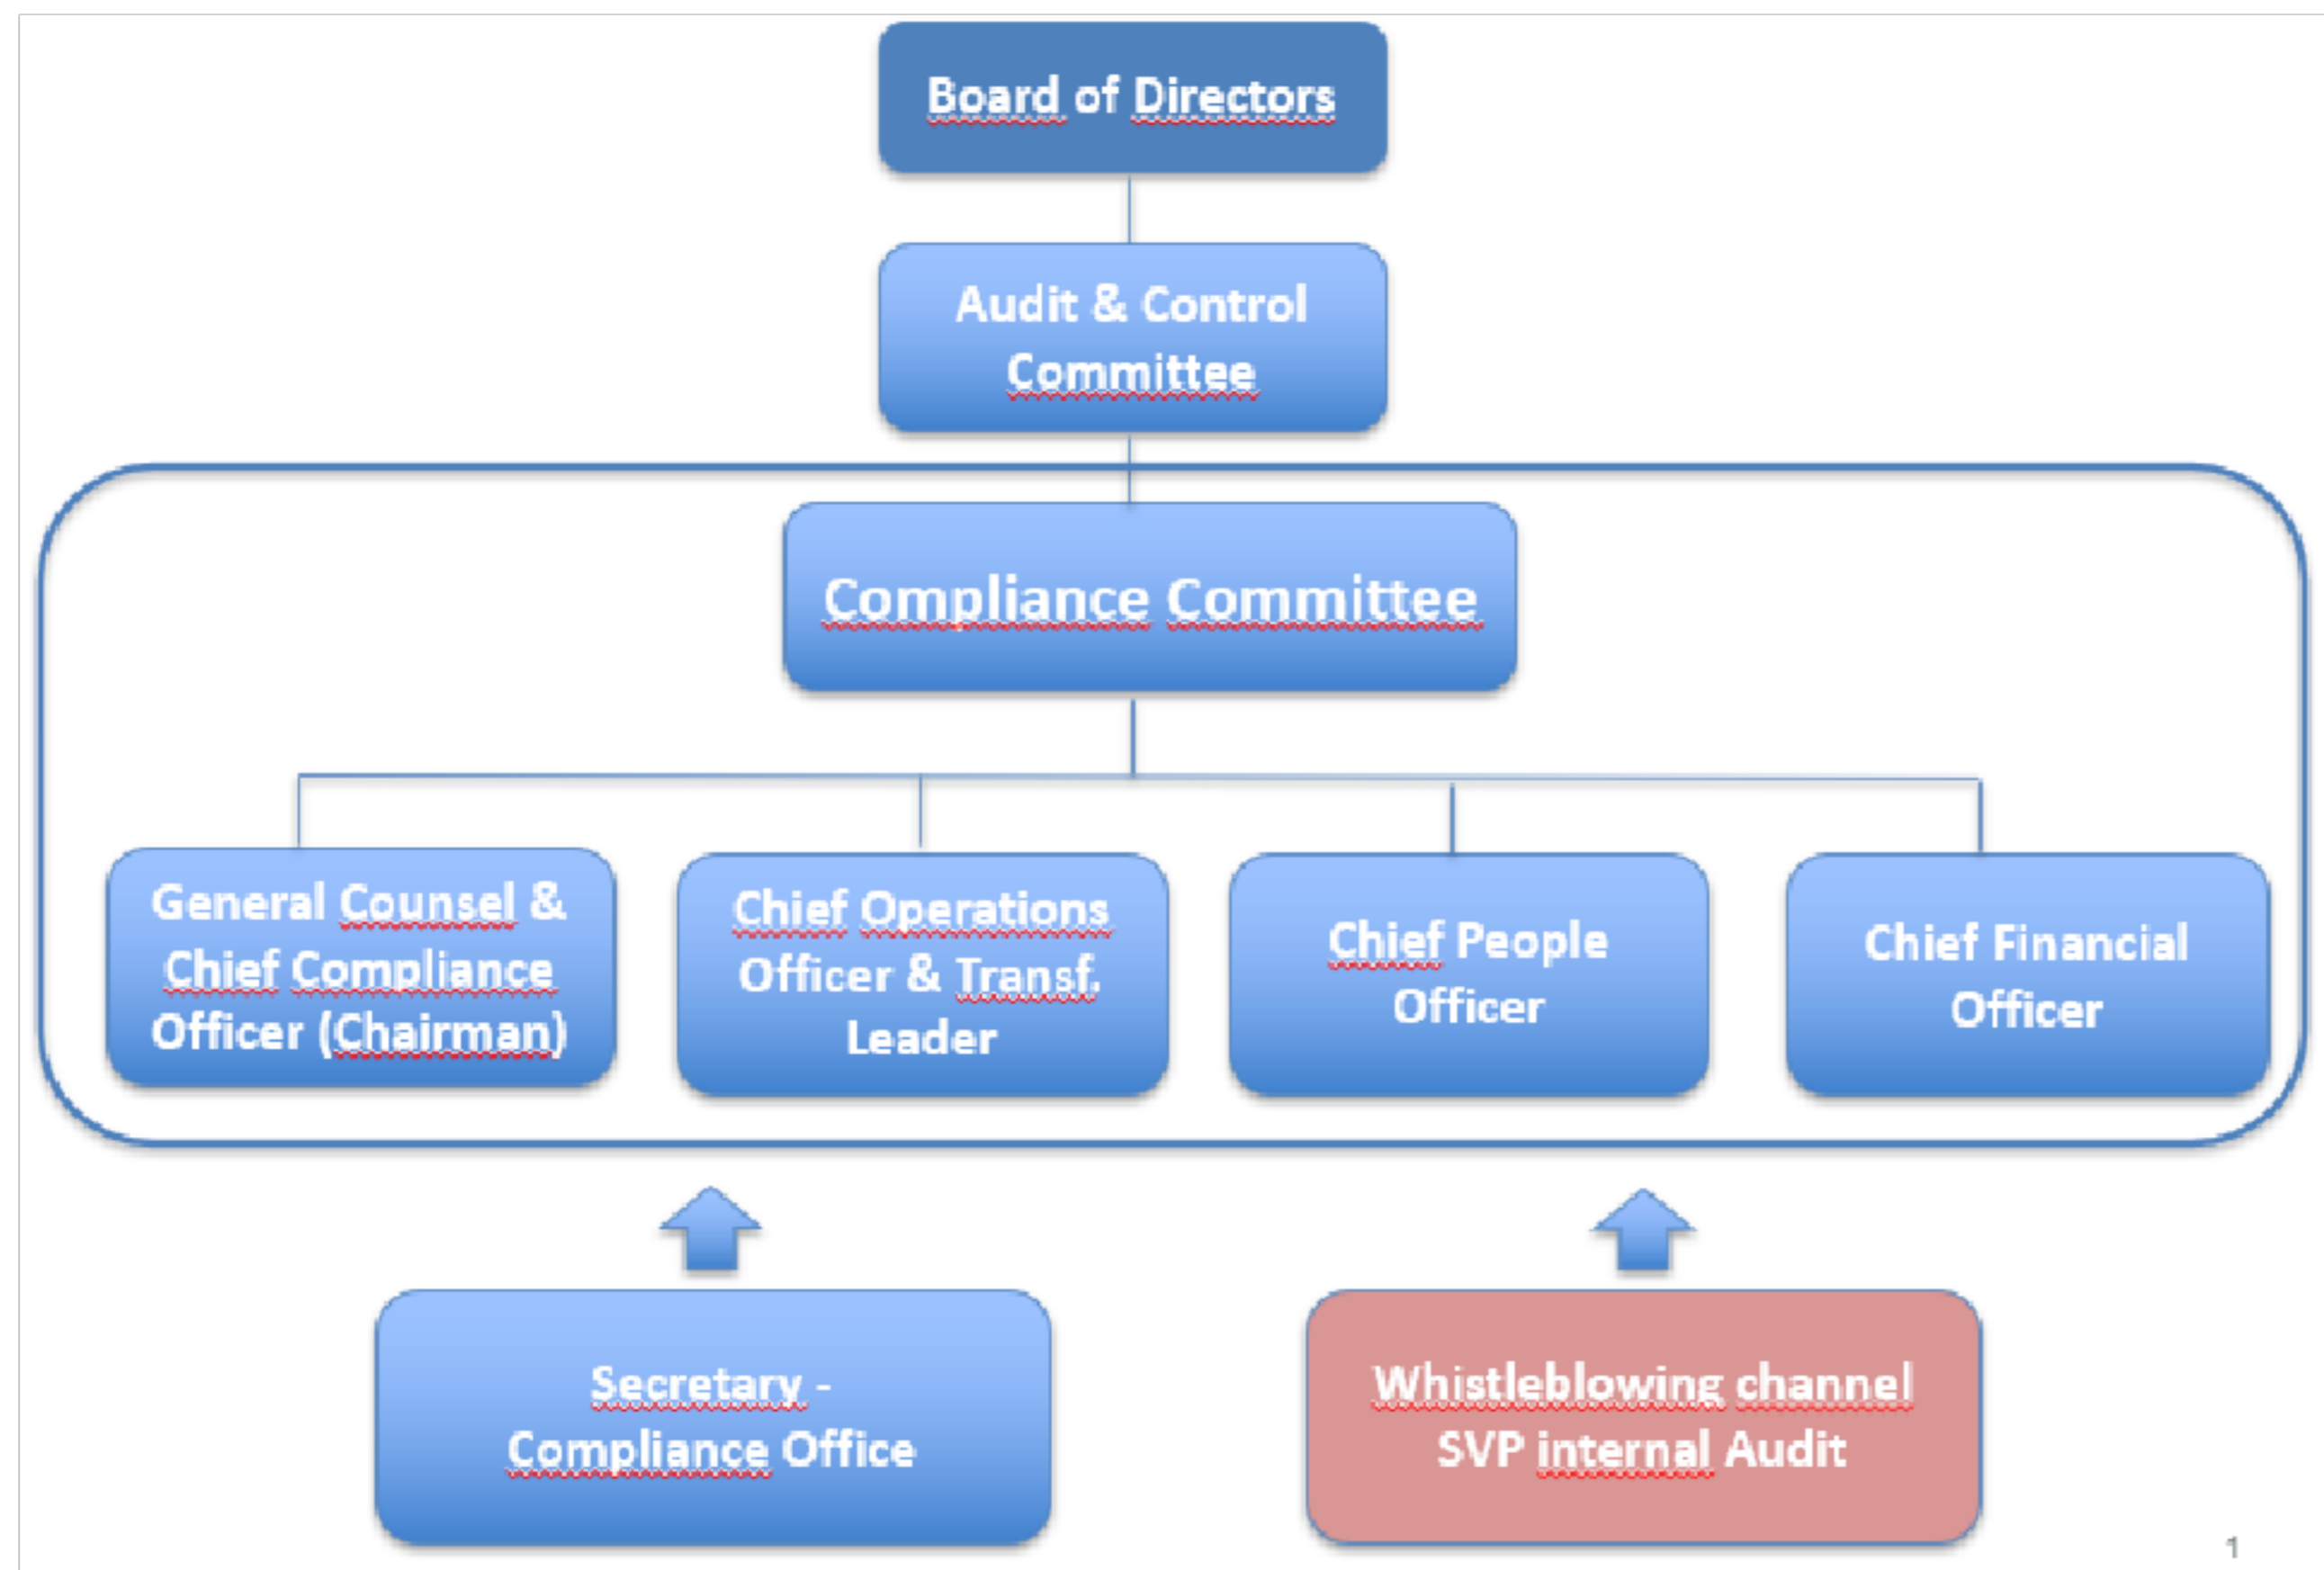 Board of Directors
Audit & Control
Committee
Compliance Committee
General Counsel &
Chief Compliance
Officer (Chairman)
Chief Operations
Officer & Transf.
Leader
Chief People
Officer
Chief Financial
Officer
Secretary -
Compliance Office
Whistleblowing channel
SVP internal Audit
1